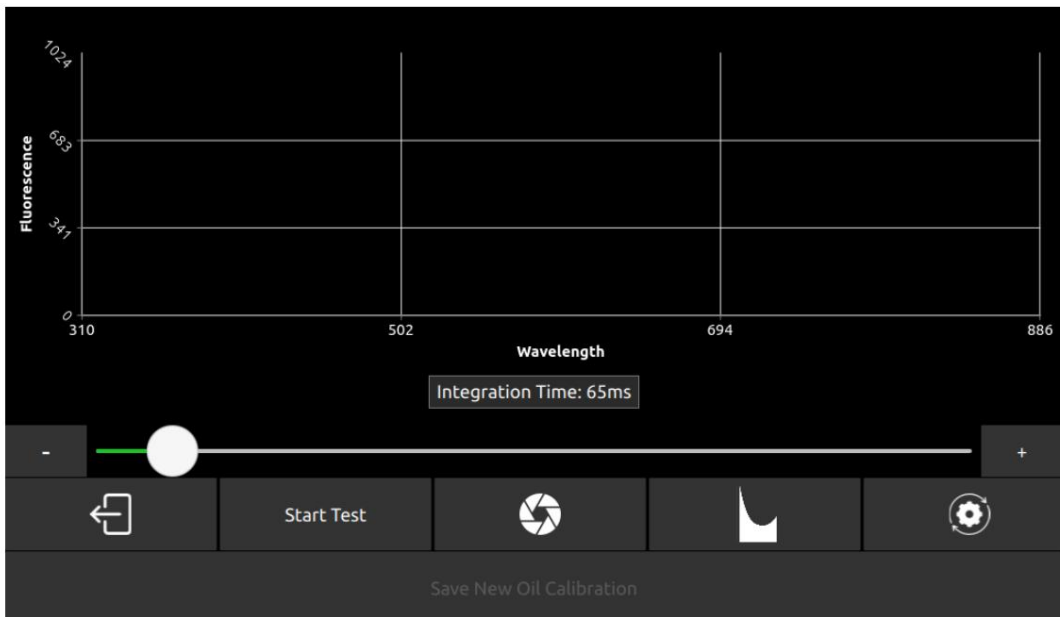 1024
683
Fluorescence
341
0
310 502 694 886
Wavelength
Integration Time: 65ms
- +
Start Test
Save New Oil Calibration